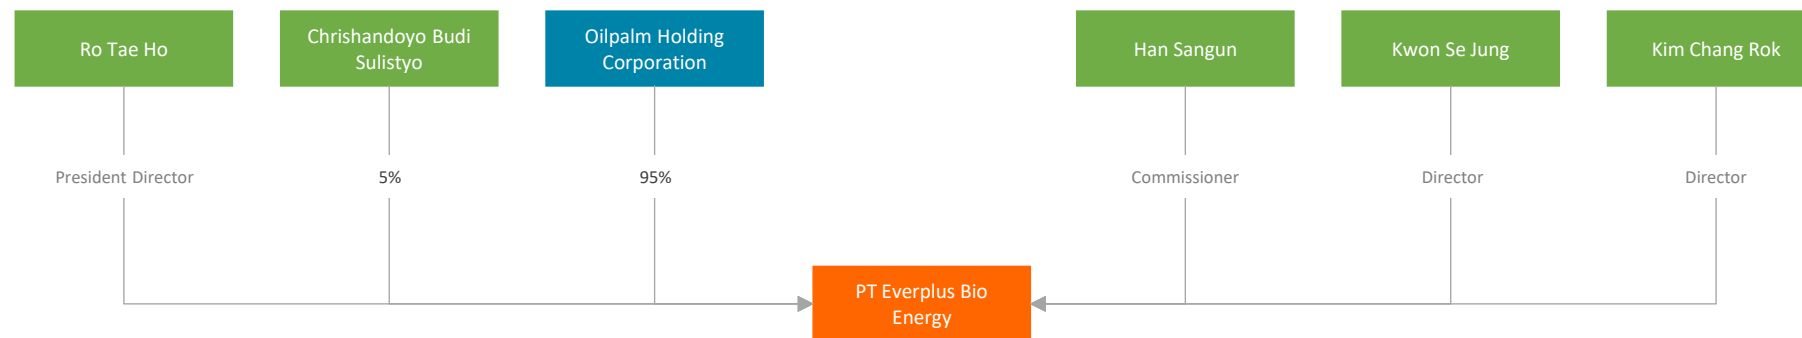 Ro Tae Ho
Chrishandoyo Budi
Sulistyo
Oilpalm Holding
Corporation
Han Sangun
Kwon Se Jung
Kim Chang Rok
President Director
5%
95%
Commissioner
Director
Director
PT Everplus Bio
Energy